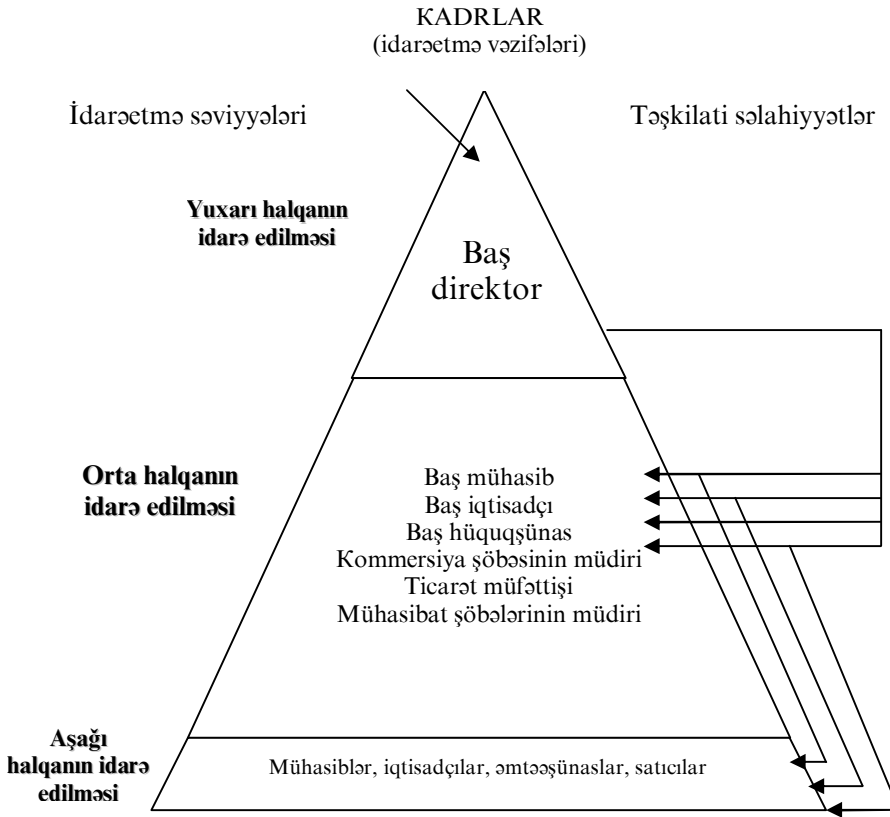 KADRLAR
(idarəetmə vəzifələri)
İdarəetmə səviyyələri
Təşkilati səlahiyyətlər
Yuxarı halqanın
idarə edilməsi
Baş
direktor
Orta halqanın
idarə edilməsi
Baş mühasib
Baş iqtisadçı
Baş hüquqşünas
Kommersiya şöbəsinin müdiri
Ticarət müfəttişi
Mühasibat şöbələrinin müdiri
Aşağı
halqanın idarə
edilməsi
Mühasiblər, iqtisadçılar, əmtəəşünaslar, satıcılar